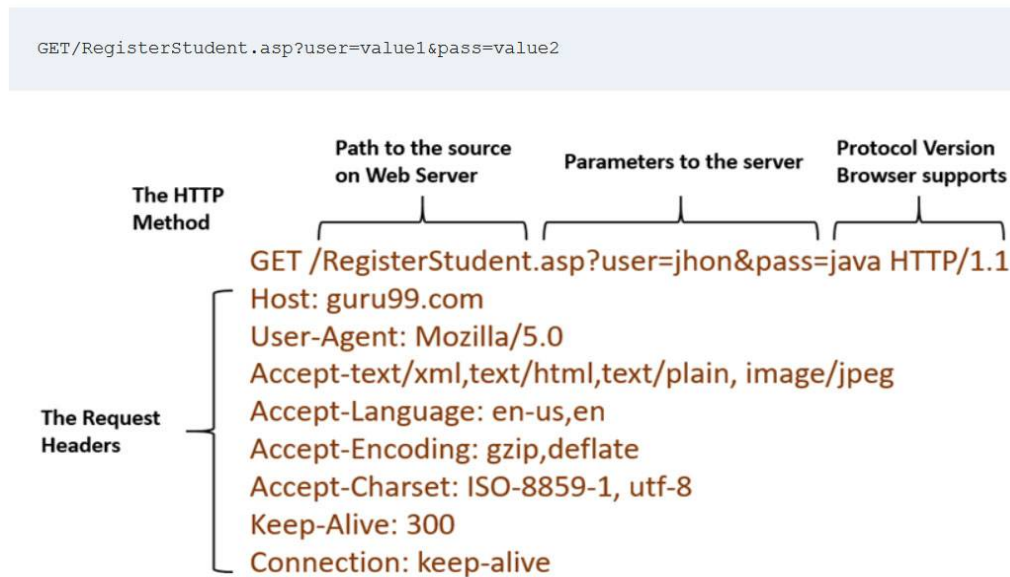 GET/RegisterStudent.asp?user=value1&pass=value2
Path to the source
on Web Server
Parameters to the server
Protocol Version
Browser supports
The HTTP
Method
GET /RegisterStudent.asp?user=jhon&pass=java HTTP/1.1
Host: guru99.com
User-Agent: Mozilla/5.0
Accept-text/xml,text/html,text/plain, image/jpeg
Accept-Language: en-us,en
Accept-Encoding: gzip,deflate
Accept-Charset: ISO-8859-1, utf-8
Keep-Alive: 300
Connection: keep-alive
The Request
Headers